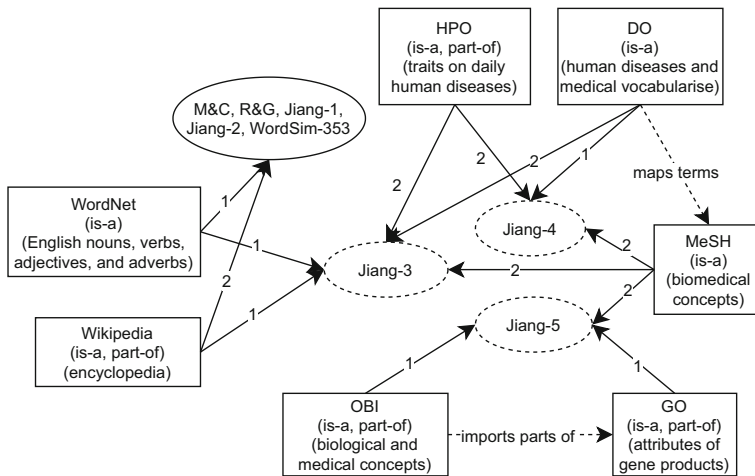 HPO
(is-a, part-of)
(traits on daily
human diseases)
DO
(is-a)
(human diseases and
medical vocabularise)
M&C, R&G, Jiang-1,
Jiang-2, WordSim-353
2
2
2
1
maps terms
WordNet
(is-a)
(English nouns, verbs,
adjectives, and adverbs)
1
1
2
Jiang-4
Jiang-3
2
2
2
MeSH
(is-a)
(biomedical
concepts)
Wikipedia
(is-a, part-of)
(encyclopedia)
1
Jiang-5
1
1
OBI
(is-a, part-of)
(biological and
medical concepts)
imports parts of
GO
(is-a, part-of)
(attributes of
gene products)